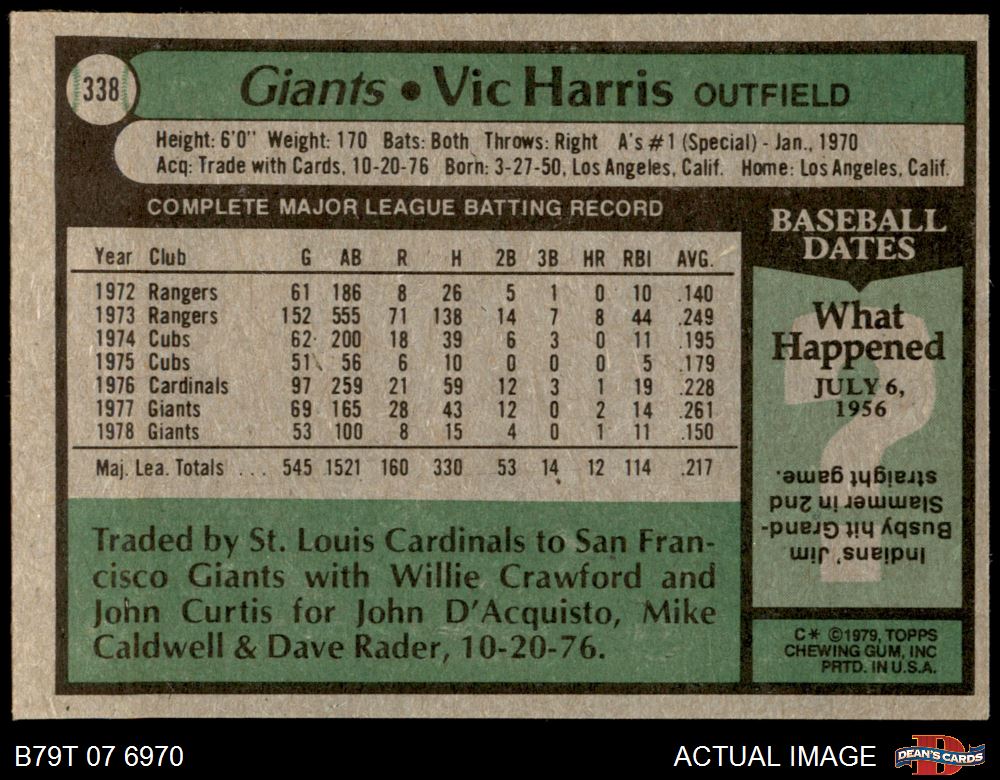 338
Giants • Vic Harris OUTFIELD
Height: 6'0" Weight: 170 Bats: Both Throws: Right A's #1 (Special) - Jan., 1970
Acq: Trade with Cards, 10-20-76 Born: 3-27-50, Los Angeles, Calif. Home: Los Angeles, Calif.
COMPLETE MAJOR LEAGUE BATTING RECORD
Year Club G AB R H 2B 3B HR RBI AVG.
1972 Rangers 61 186 8 26 5 1 0 10 .140
1973 Rangers 152 555 71 138 14 7 8 44 .249
1974 Cubs 62 200 18 39 6 3 0 11 .195
1975 Cubs 51 56 6 10 0 0 0 5 .179
1976 Cardinals 97 259 21 59 12 3 1 19 .228
1977 Giants 69 165 28 43 12 0 2 14 .261
1978 Giants 53 100 8 15 4 0 1 11 .150
Maj. Lea. Totals ... 545 1521 160 330 53 14 12 114 .217
Traded by St. Louis Cardinals to San Fran-
cisco Giants with Willie Crawford and
John Curtis for John D'Acquisto, Mike
Caldwell & Dave Rader, 10-20-76.
BASEBALL
DATES
What
Happened
JULY 6,
1956
?
Indians' Jim
Busby hit Grand-
Slammer in 2nd
straight game.
C* ©1979, TOPPS
CHEWING GUM, INC
PRTD. IN U.S.A.
B79T 07 6970
ACTUAL IMAGE
D
DEAN'S CARDS